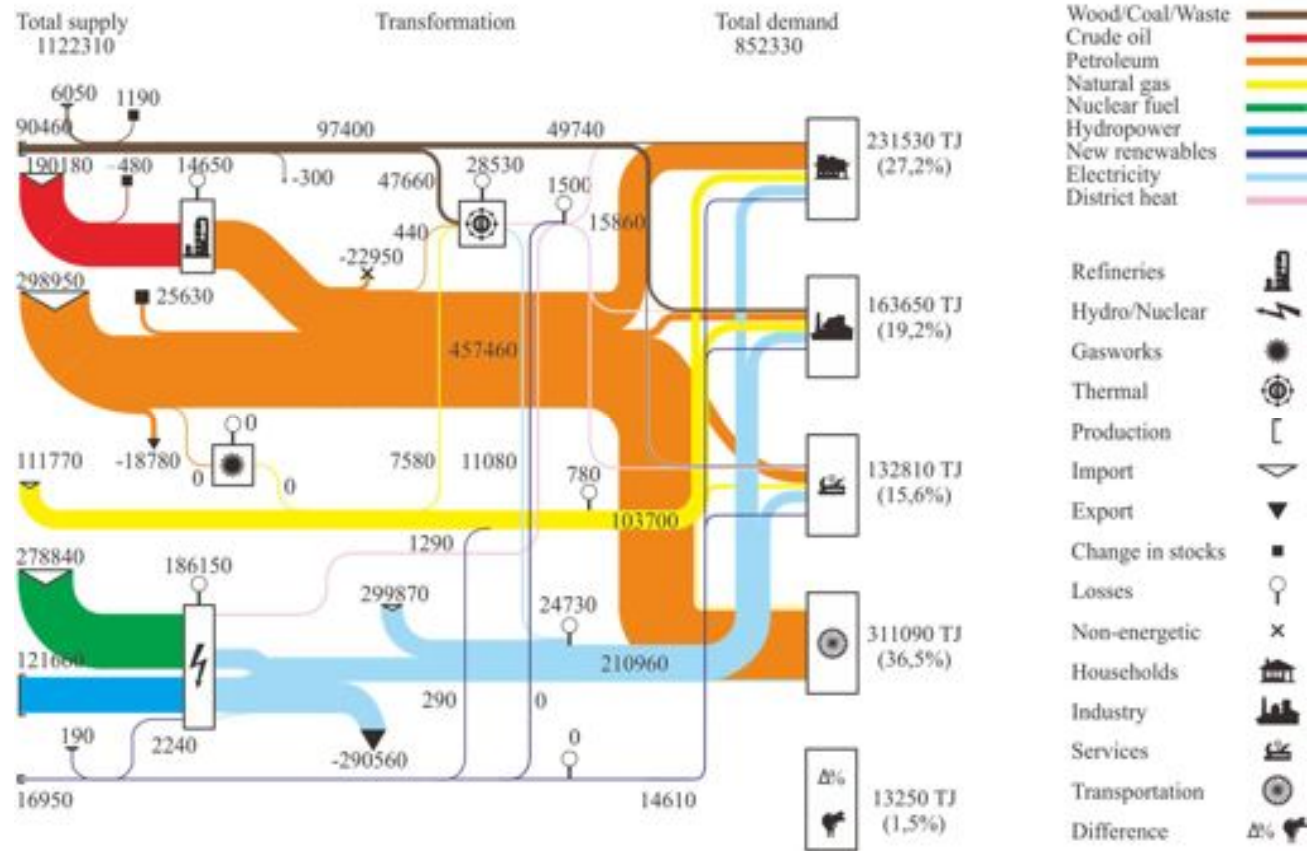 Total supply
1122310
Transformation
Total demand
852330
6050
1190
90460
97400
49740
190180
-480
14650
-300
47660
28530
1500
15860
440
-22950
298950
25630
457460
0
-18780
0
0
111770
7580
11080
780
103700
278840
1290
186150
299870
24730
121660
210960
290
0
190
2240
-290560
0
16950
14610
231530 TJ
(27,2%)
163650 TJ
(19,2%)
132810 TJ
(15,6%)
311090 TJ
(36,5%)
Δ%
13250 TJ
(1,5%)
Wood/Coal/Waste
Crude oil
Petroleum
Natural gas
Nuclear fuel
Hydropower
New renewables
Electricity
District heat
Refineries
Hydro/Nuclear
Gasworks
Thermal
Production
Import
Export
Change in stocks
Losses
Non-energetic
Households
Industry
Services
Transportation
Difference Δ%